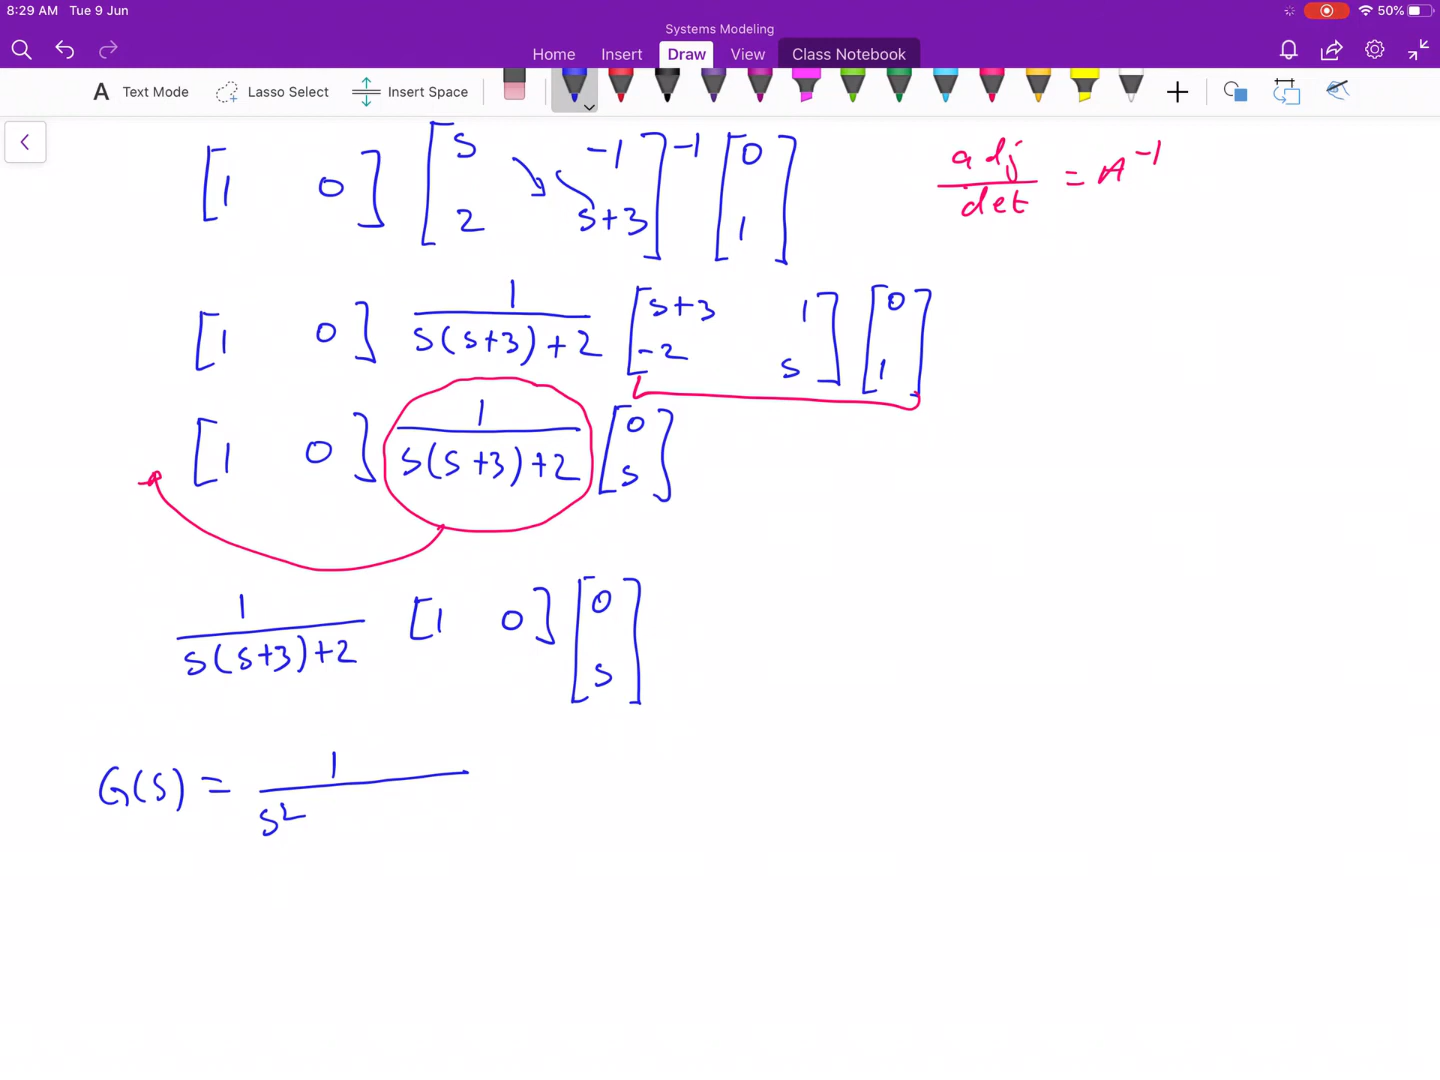 8:29 AM Tue 9 Jun
50%
Systems Modeling
Home Insert Draw View Class Notebook
A Text Mode Lasso Select Insert Space
[1 0] [s -1; 2 s+3]^-1 [0; 1]
adj/det = A^-1
[1 0] 1/(s(s+3)+2) [s+3 1; -2 s] [0; 1]
[1 0] 1/(s(s+3)+2) [0; s]
1/(s(s+3)+2) [1 0] [0; s]
G(s) = 1/s²